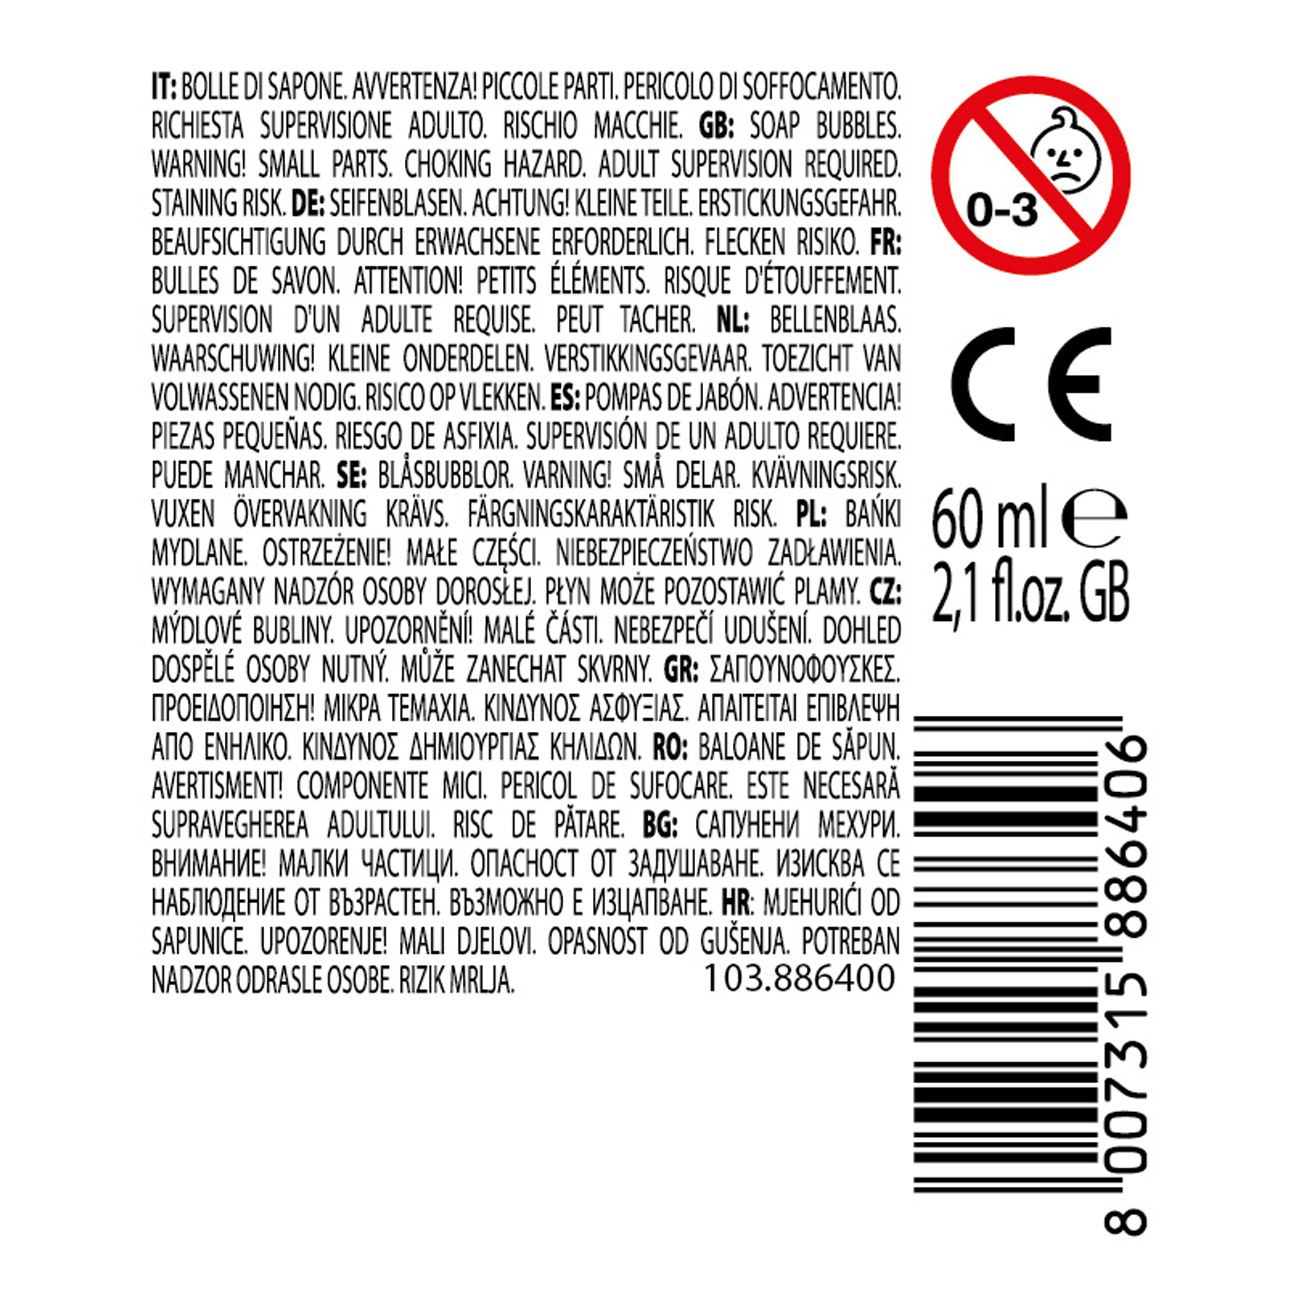 IT: BOLLE DI SAPONE. AVVERTENZA! PICCOLE PARTI. PERICOLO DI SOFFOCAMENTO.
RICHIESTA SUPERVISIONE ADULTO. RISCHIO MACCHIE. GB: SOAP BUBBLES.
WARNING! SMALL PARTS. CHOKING HAZARD. ADULT SUPERVISION REQUIRED.
STAINING RISK. DE: SEIFENBLASEN. ACHTUNG! KLEINE TEILE. ERSTICKUNGSGEFAHR.
BEAUFSICHTIGUNG DURCH ERWACHSENE ERFORDERLICH. FLECKEN RISIKO. FR:
BULLES DE SAVON. ATTENTION! PETITS ÉLÉMENTS. RISQUE D'ÉTOUFFEMENT.
SUPERVISION D'UN ADULTE REQUISE. PEUT TACHER. NL: BELLENBLAAS.
WAARSCHUWING! KLEINE ONDERDELEN. VERSTIKKINGSGEVAAR. TOEZICHT VAN
VOLWASSENEN NODIG. RISICO OP VLEKKEN. ES: POMPAS DE JABÓN. ADVERTENCIA!
PIEZAS PEQUEÑAS. RIESGO DE ASFIXIA. SUPERVISIÓN DE UN ADULTO REQUIERE.
PUEDE MANCHAR. SE: BLÅSBUBBLOR. VARNING! SMÅ DELAR. KVÄVNINGSRISK.
VUXEN ÖVERVAKNING KRÄVS. FÄRGNINGSKARAKTÄRISTIK RISK. PL: BAŃKI
MYDLANE. OSTRZEŻENIE! MAŁE CZĘŚCI. NIEBEZPIECZEŃSTWO ZADŁAWIENIA.
WYMAGANY NADZÓR OSOBY DOROSŁEJ. PŁYN MOŻE POZOSTAWIĆ PLAMY. CZ:
MÝDLOVÉ BUBLINY. UPOZORNĚNÍ! MALÉ ČÁSTI. NEBEZPEČÍ UDUŠENÍ. DOHLED
DOSPĚLÉ OSOBY NUTNÝ. MŮŽE ZANECHAT SKVRNY. GR: ΣΑΠΟΥΝΟΦΟΥΣΚΕΣ.
ΠΡΟΕΙΔΟΠΟΙΗΣΗ! ΜΙΚΡΑ ΤΕΜΑΧΙΑ. ΚΙΝΔΥΝΟΣ ΑΣΦΥΞΙΑΣ. ΑΠΑΙΤΕΙΤΑΙ ΕΠΙΒΛΕΨΗ
ΑΠΟ ΕΝΗΛΙΚΟ. ΚΙΝΔΥΝΟΣ ΔΗΜΙΟΥΡΓΙΑΣ ΚΗΛΙΔΩΝ. RO: BALOANE DE SĂPUN.
AVERTISMENT! COMPONENTE MICI. PERICOL DE SUFOCARE. ESTE NECESARĂ
SUPRAVEGHEREA ADULTULUI. RISC DE PĂTARE. BG: САПУНЕНИ МЕХУРИ.
ВНИМАНИЕ! МАЛКИ ЧАСТИЦИ. ОПАСНОСТ ОТ ЗАДУШАВАНЕ. ИЗИСКВА СЕ
НАБЛЮДЕНИЕ ОТ ВЪЗРАСТЕН. ВЪЗМОЖНО Е ИЗЦАПВАНЕ. HR: MJEHURIĆI OD
SAPUNICE. UPOZORENJE! MALI DJELOVI. OPASNOST OD GUŠENJA. POTREBAN
NADZOR ODRASLE OSOBE. RIZIK MRLJA. 103.886400
0-3
CE
60 ml ℮
2,1 fl.oz. GB
8 007315 886406